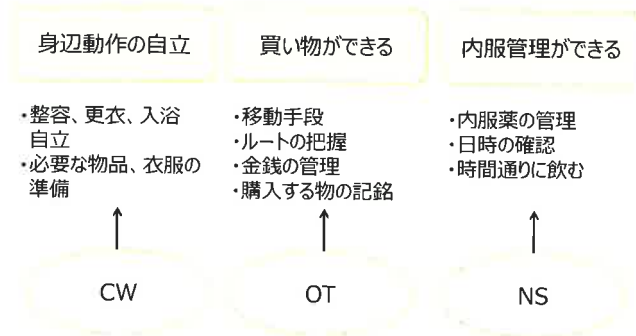 身辺動作の自立
・整容、更衣、入浴
自立
・必要な物品、衣服の
準備
CW
買い物ができる
・移動手段
・ルートの把握
・金銭の管理
・購入する物の記銘
OT
内服管理ができる
・内服薬の管理
・日時の確認
・時間通りに飲む
NS